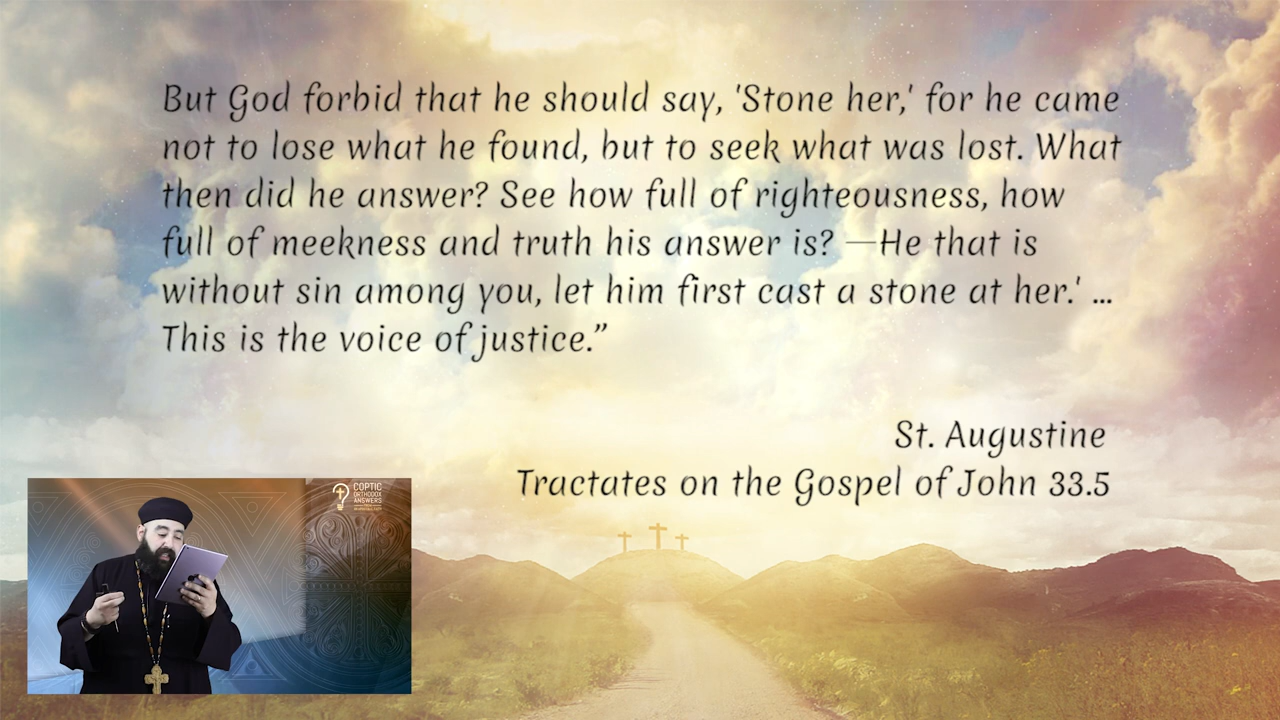 But God forbid that he should say, 'Stone her,' for he came
not to lose what he found, but to seek what was lost. What
then did he answer? See how full of righteousness, how
full of meekness and truth his answer is? —He that is
without sin among you, let him first cast a stone at her.' ...
This is the voice of justice.”
St. Augustine
Tractates on the Gospel of John 33.5
COPTIC
ORTHODOX
ANSWERS